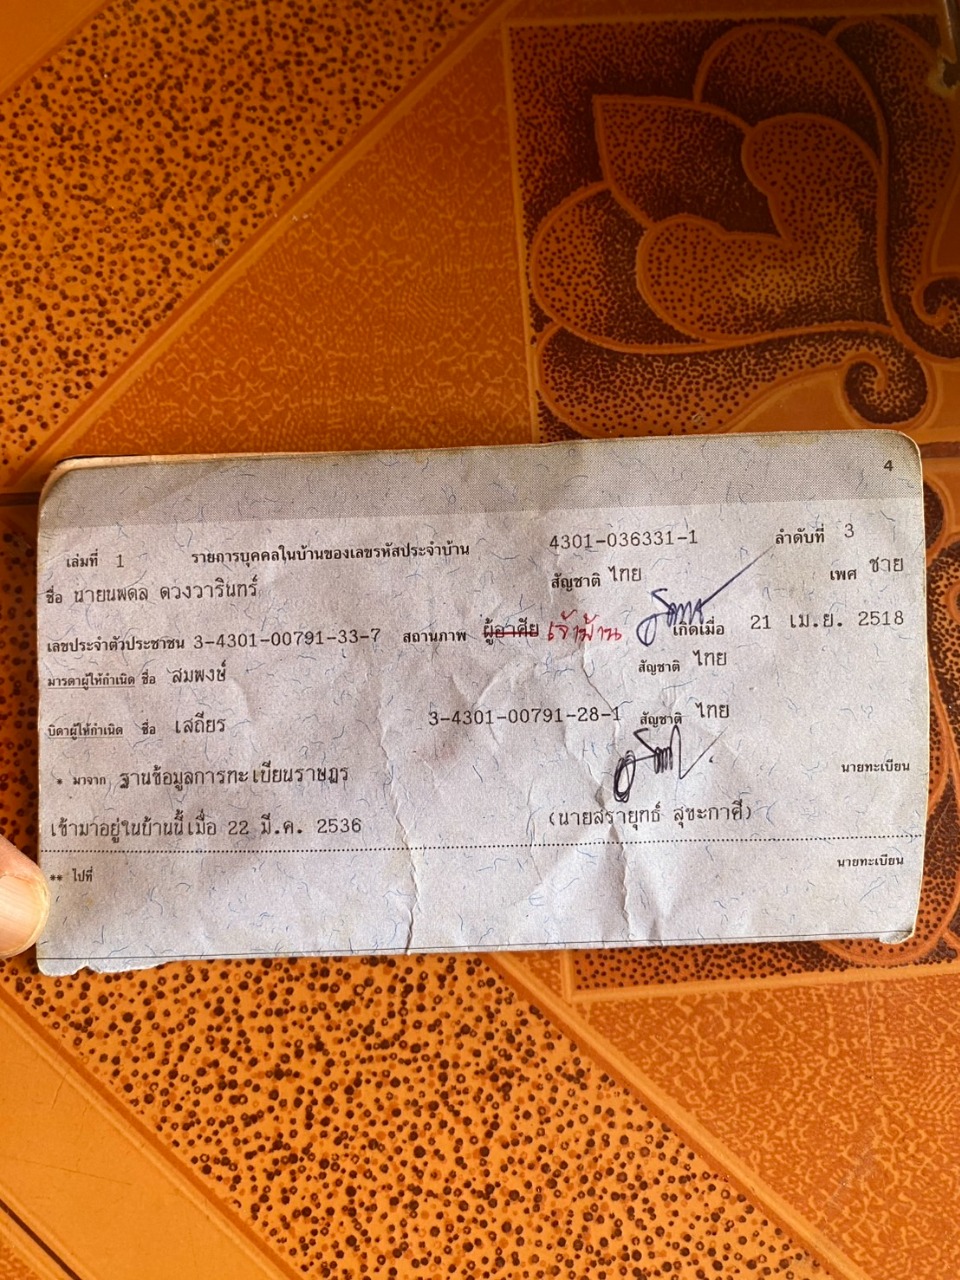 4
เล่มที่ 1 รายการบุคคลในบ้านของเลขรหัสประจำบ้าน 4301-036331-1 ลำดับที่ 3
ชื่อ นายนพดล ดวงวารินทร์ สัญชาติ ไทย เพศ ชาย
เลขประจำตัวประชาชน 3-4301-00791-33-7 สถานภาพ ผู้อาศัย เจ้าบ้าน เกิดเมื่อ 21 เม.ย. 2518
มารดาผู้ให้กำเนิด ชื่อ สมพงษ์ สัญชาติ ไทย
บิดาผู้ให้กำเนิด ชื่อ เสถียร 3-4301-00791-28-1 สัญชาติ ไทย
* มาจาก ฐานข้อมูลการทะเบียนราษฎร นายทะเบียน
เข้ามาอยู่ในบ้านนี้เมื่อ 22 มี.ค. 2536 (นายสรายุทธ์ สุขะกาศี)
** ไปที่ นายทะเบียน